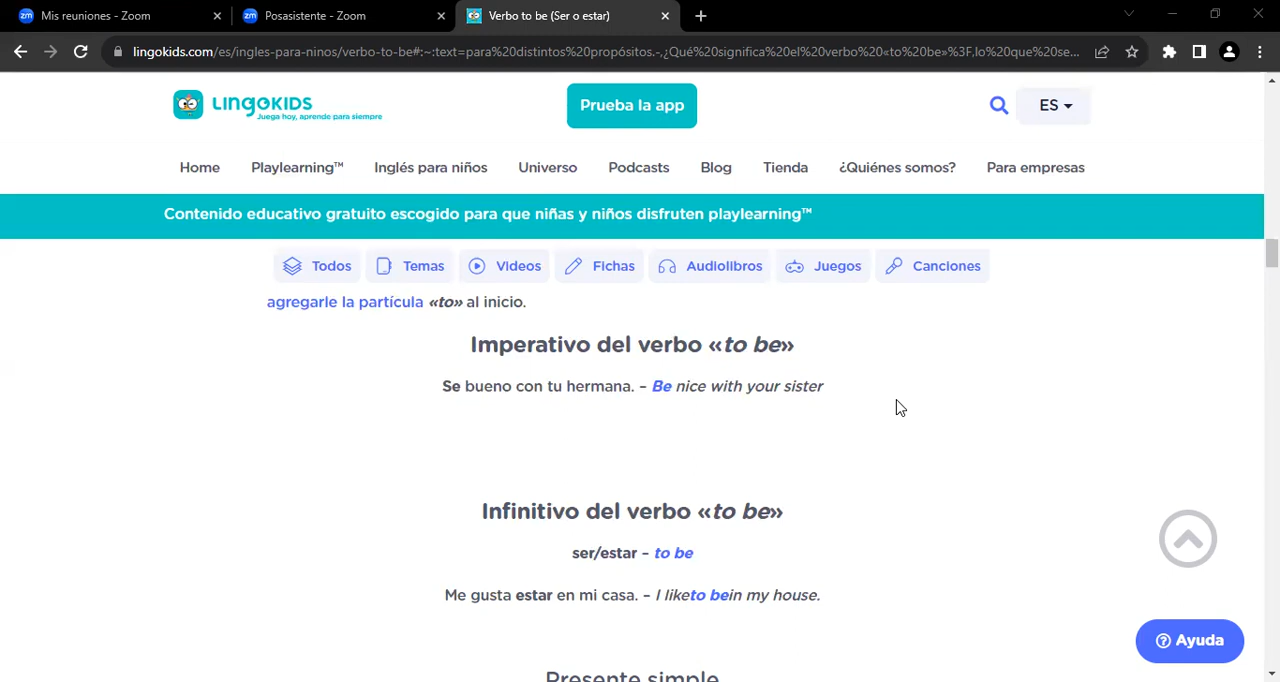 Mis reuniones - Zoom
Posasistente - Zoom
Verbo to be (Ser o estar)
lingokids.com/es/ingles-para-ninos/verbo-to-be#:~:text=para%20distintos%20propósitos.-,¿Qué%20significa%20el%20verbo%20«to%20be»%3F,lo%20que%20se...
LINGOKIDS
Juega hoy, aprende para siempre
Prueba la app
ES
Home Playlearning™ Inglés para niños Universo Podcasts Blog Tienda ¿Quiénes somos? Para empresas
Contenido educativo gratuito escogido para que niñas y niños disfruten playlearning™
Todos Temas Videos Fichas Audiolibros Juegos Canciones
agregarle la partícula «to» al inicio.
Imperativo del verbo «to be»
Se bueno con tu hermana. – Be nice with your sister
Infinitivo del verbo «to be»
ser/estar – to be
Me gusta estar en mi casa. – I liketo bein my house.
Ayuda
Presente simple